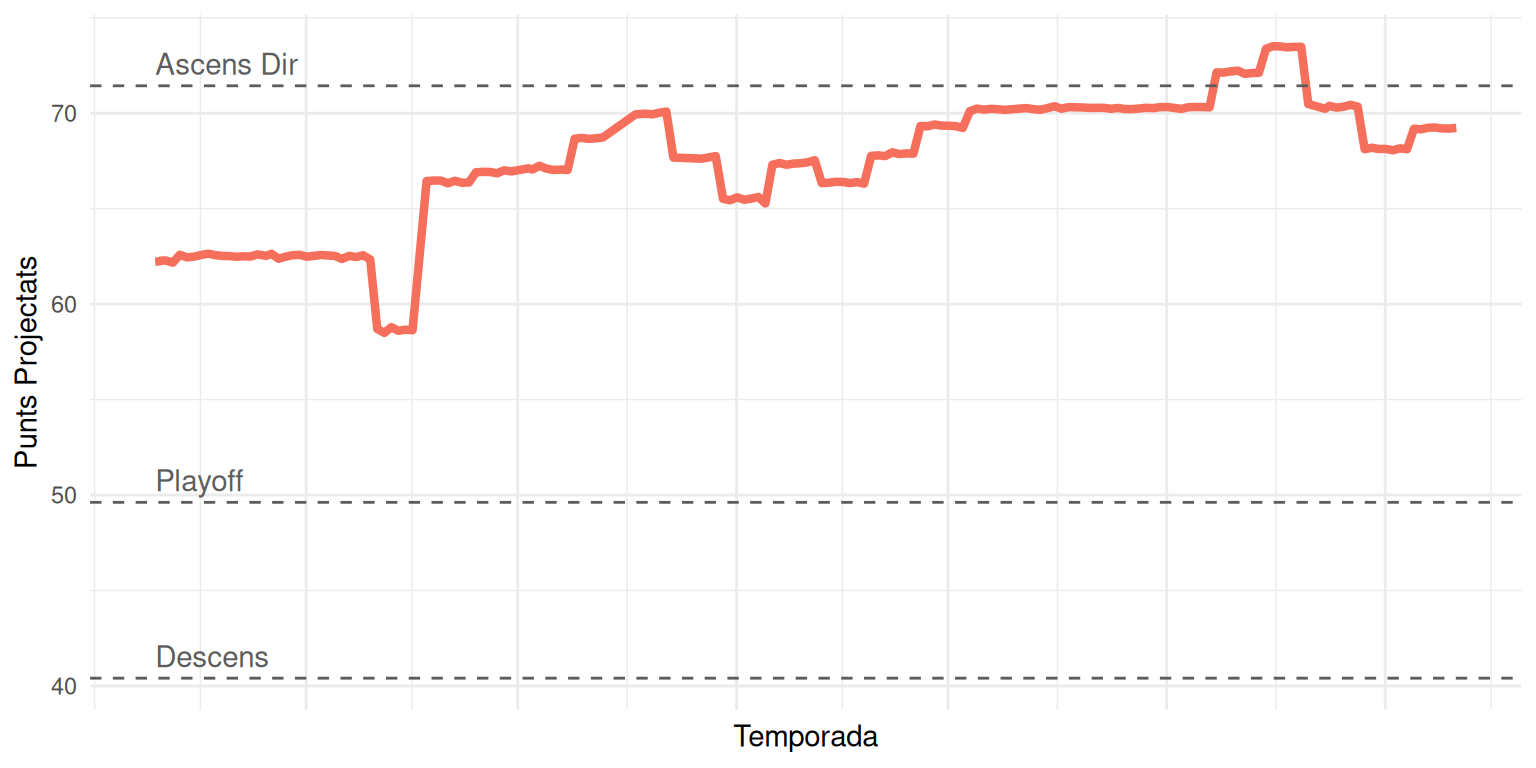 Ascens Dir
70
60
Playoff
50
Descens
40
Punts Projectats
Temporada